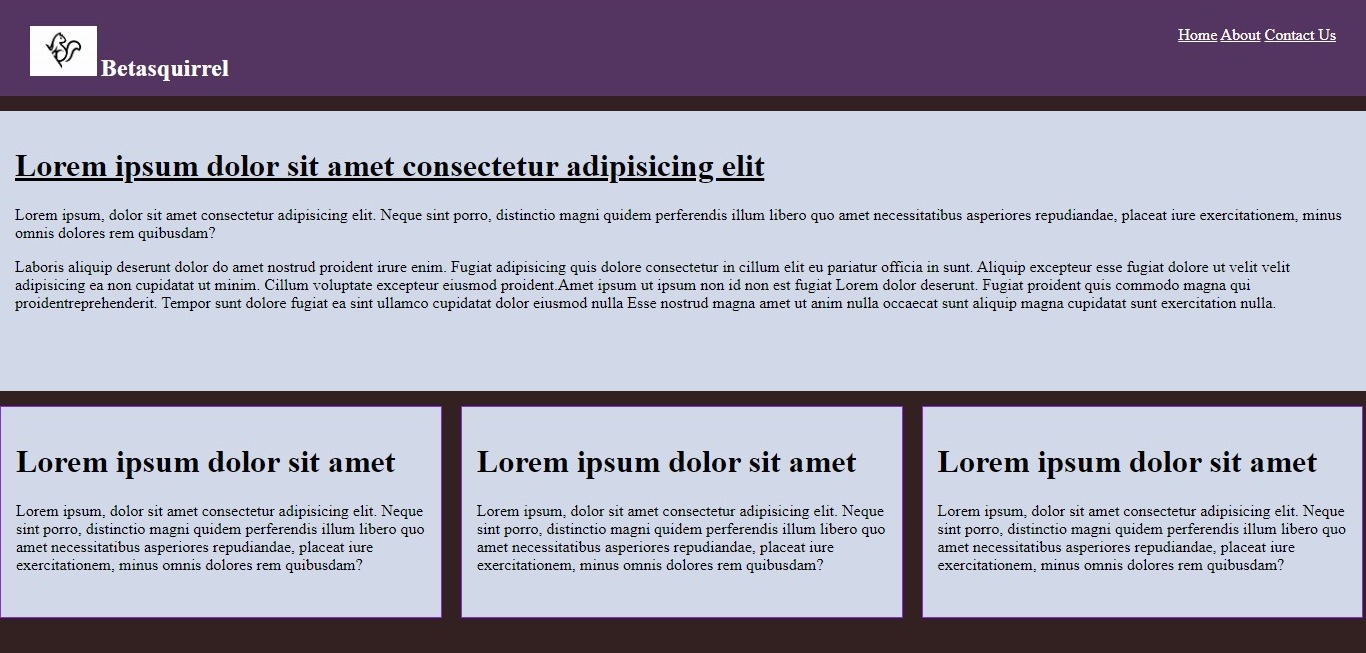 Betasquirrel
Home About Contact Us
Lorem ipsum dolor sit amet consectetur adipisicing elit
Lorem ipsum, dolor sit amet consectetur adipisicing elit. Neque sint porro, distinctio magni quidem perferendis illum libero quo amet necessitatibus asperiores repudiandae, placeat iure exercitationem, minus
omnis dolores rem quibusdam?
Laboris aliquip deserunt dolor do amet nostrud proident irure enim. Fugiat adipisicing quis dolore consectetur in cillum elit eu pariatur officia in sunt. Aliquip excepteur esse fugiat dolore ut velit velit
adipisicing ea non cupidatat ut minim. Cillum voluptate excepteur eiusmod proident.Amet ipsum ut ipsum non id non est fugiat Lorem dolor deserunt. Fugiat proident quis commodo magna qui
proidentreprehenderit. Tempor sunt dolore fugiat ea sint ullamco cupidatat dolor eiusmod nulla Esse nostrud magna amet ut anim nulla occaecat sunt aliquip magna cupidatat sunt exercitation nulla.
Lorem ipsum dolor sit amet
Lorem ipsum, dolor sit amet consectetur adipisicing elit. Neque
sint porro, distinctio magni quidem perferendis illum libero quo
amet necessitatibus asperiores repudiandae, placeat iure
exercitationem, minus omnis dolores rem quibusdam?
Lorem ipsum dolor sit amet
Lorem ipsum, dolor sit amet consectetur adipisicing elit. Neque
sint porro, distinctio magni quidem perferendis illum libero quo
amet necessitatibus asperiores repudiandae, placeat iure
exercitationem, minus omnis dolores rem quibusdam?
Lorem ipsum dolor sit amet
Lorem ipsum, dolor sit amet consectetur adipisicing elit. Neque
sint porro, distinctio magni quidem perferendis illum libero quo
amet necessitatibus asperiores repudiandae, placeat iure
exercitationem, minus omnis dolores rem quibusdam?